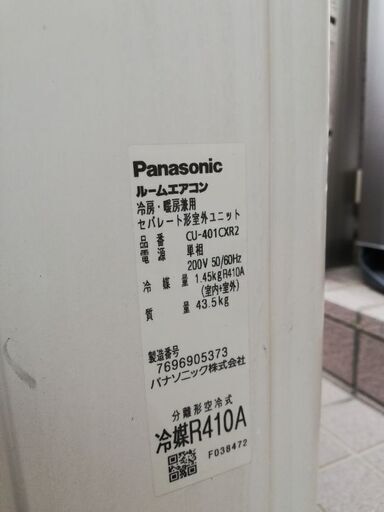 Panasonic
ルームエアコン
冷房・暖房兼用
セパレート形室外ユニット
品番 CU-401CXR2
電源 単相
200V 50/60Hz
冷媒量 1.45kg R410A
(室内+室外)
質量 43.5kg
製造番号
7696905373
パナソニック株式会社
分離形空冷式
冷媒R410A
F038472